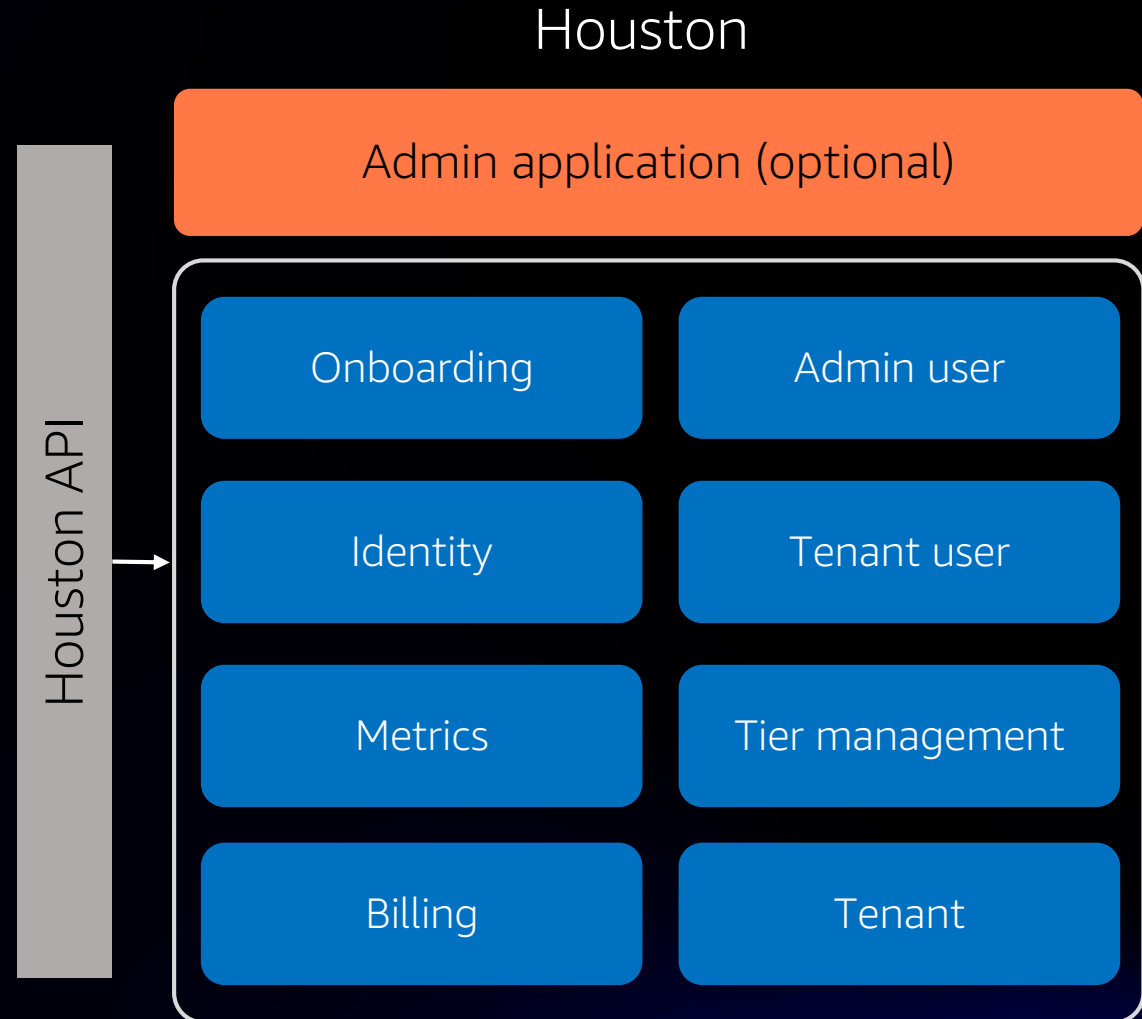 Houston
Admin application (optional)
Houston API
Onboarding
Admin user
Identity
Tenant user
Metrics
Tier management
Billing
Tenant